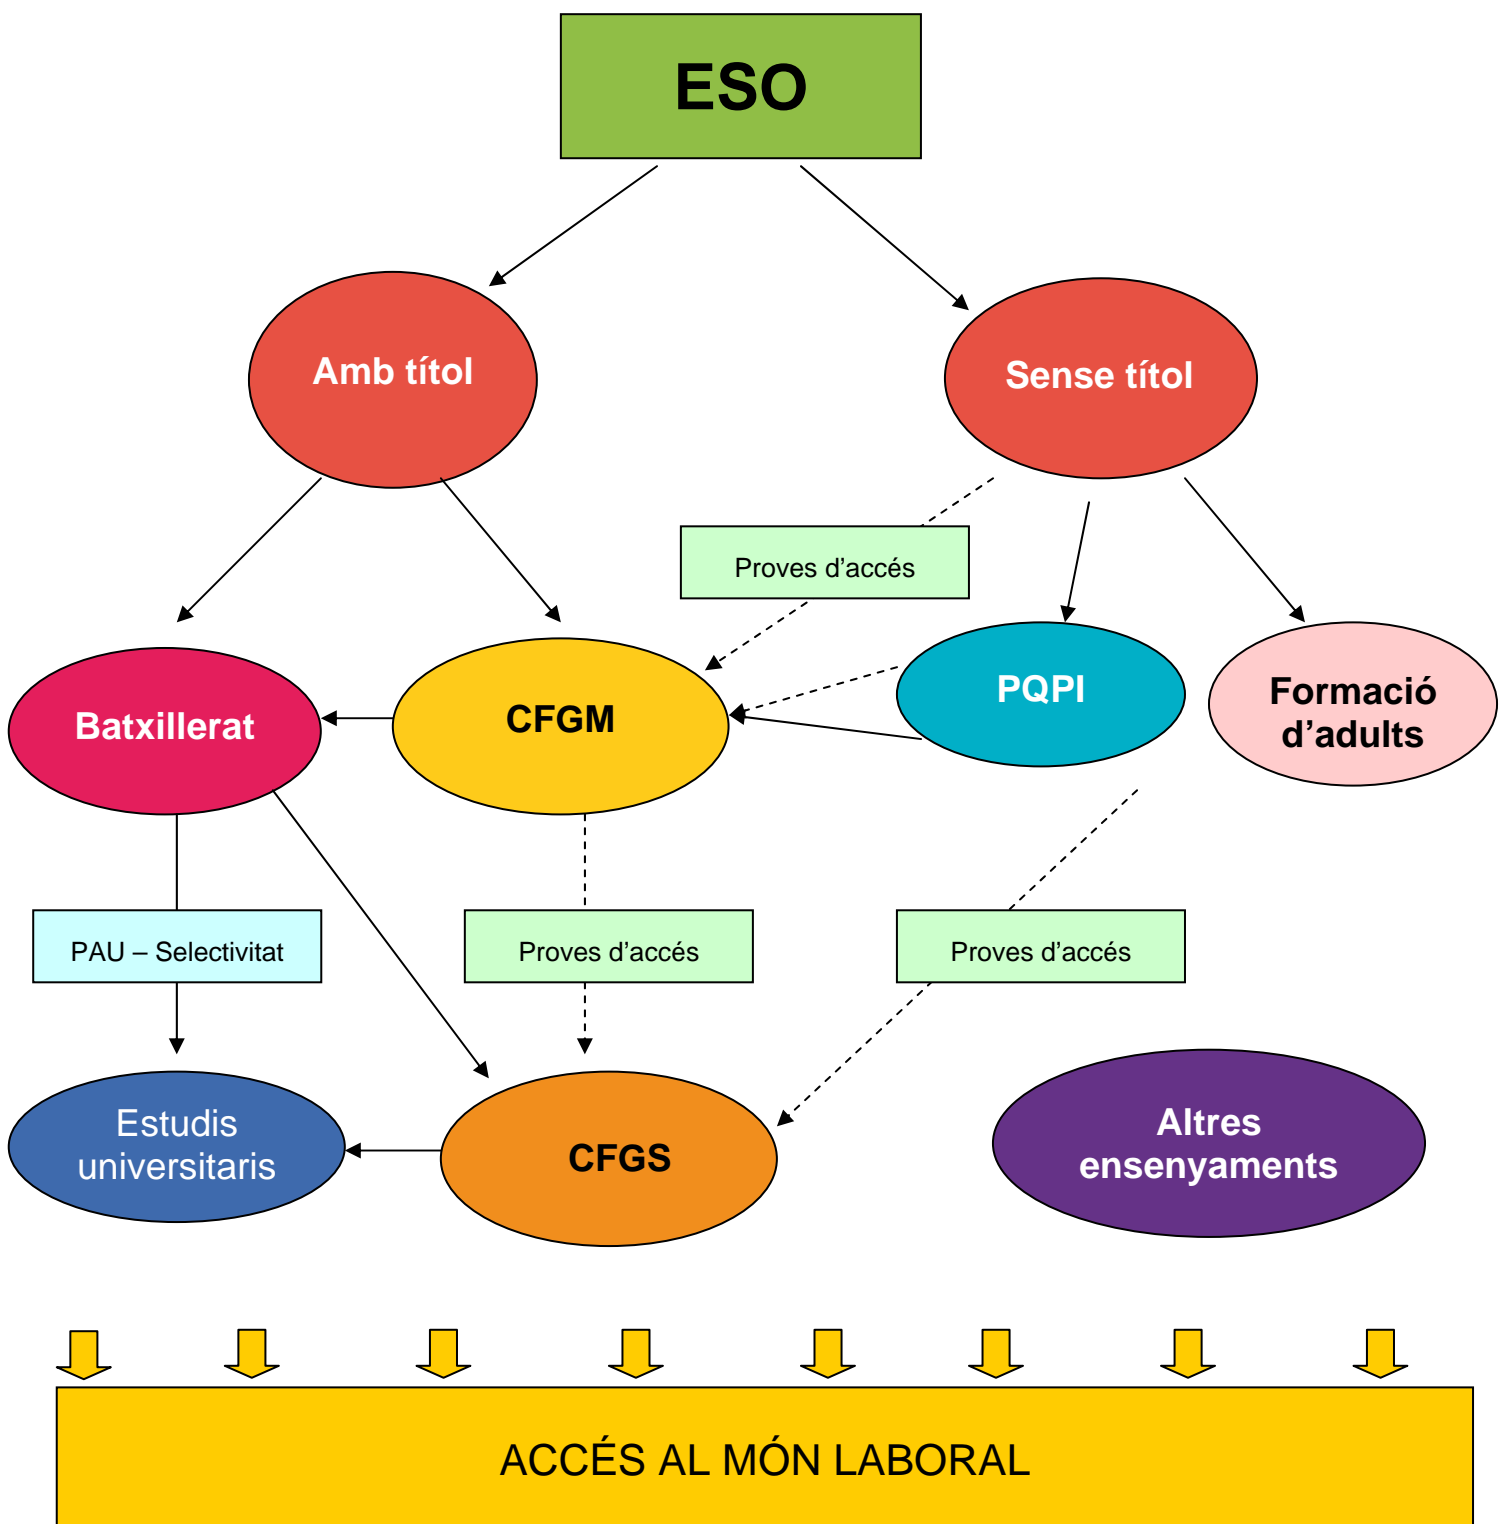 ESO
Amb títol
Sense títol
Proves d’accés
Batxillerat
CFGM
PQPI
Formació
d’adults
PAU – Selectivitat
Proves d’accés
Proves d’accés
Estudis
universitaris
CFGS
Altres
ensenyaments
ACCÉS AL MÓN LABORAL